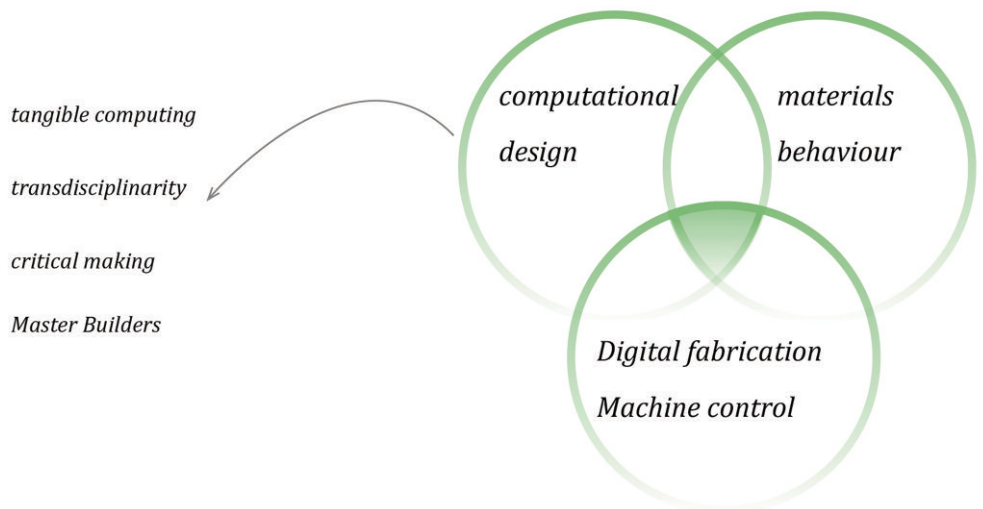 tangible computing
transdisciplinarity
critical making
Master Builders
computational
design
materials
behaviour
Digital fabrication
Machine control